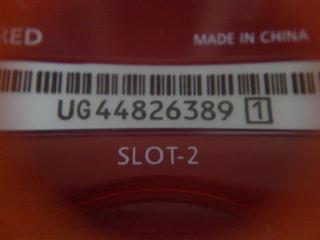 RED
MADE IN CHINA
UG44826389 1
SLOT-2